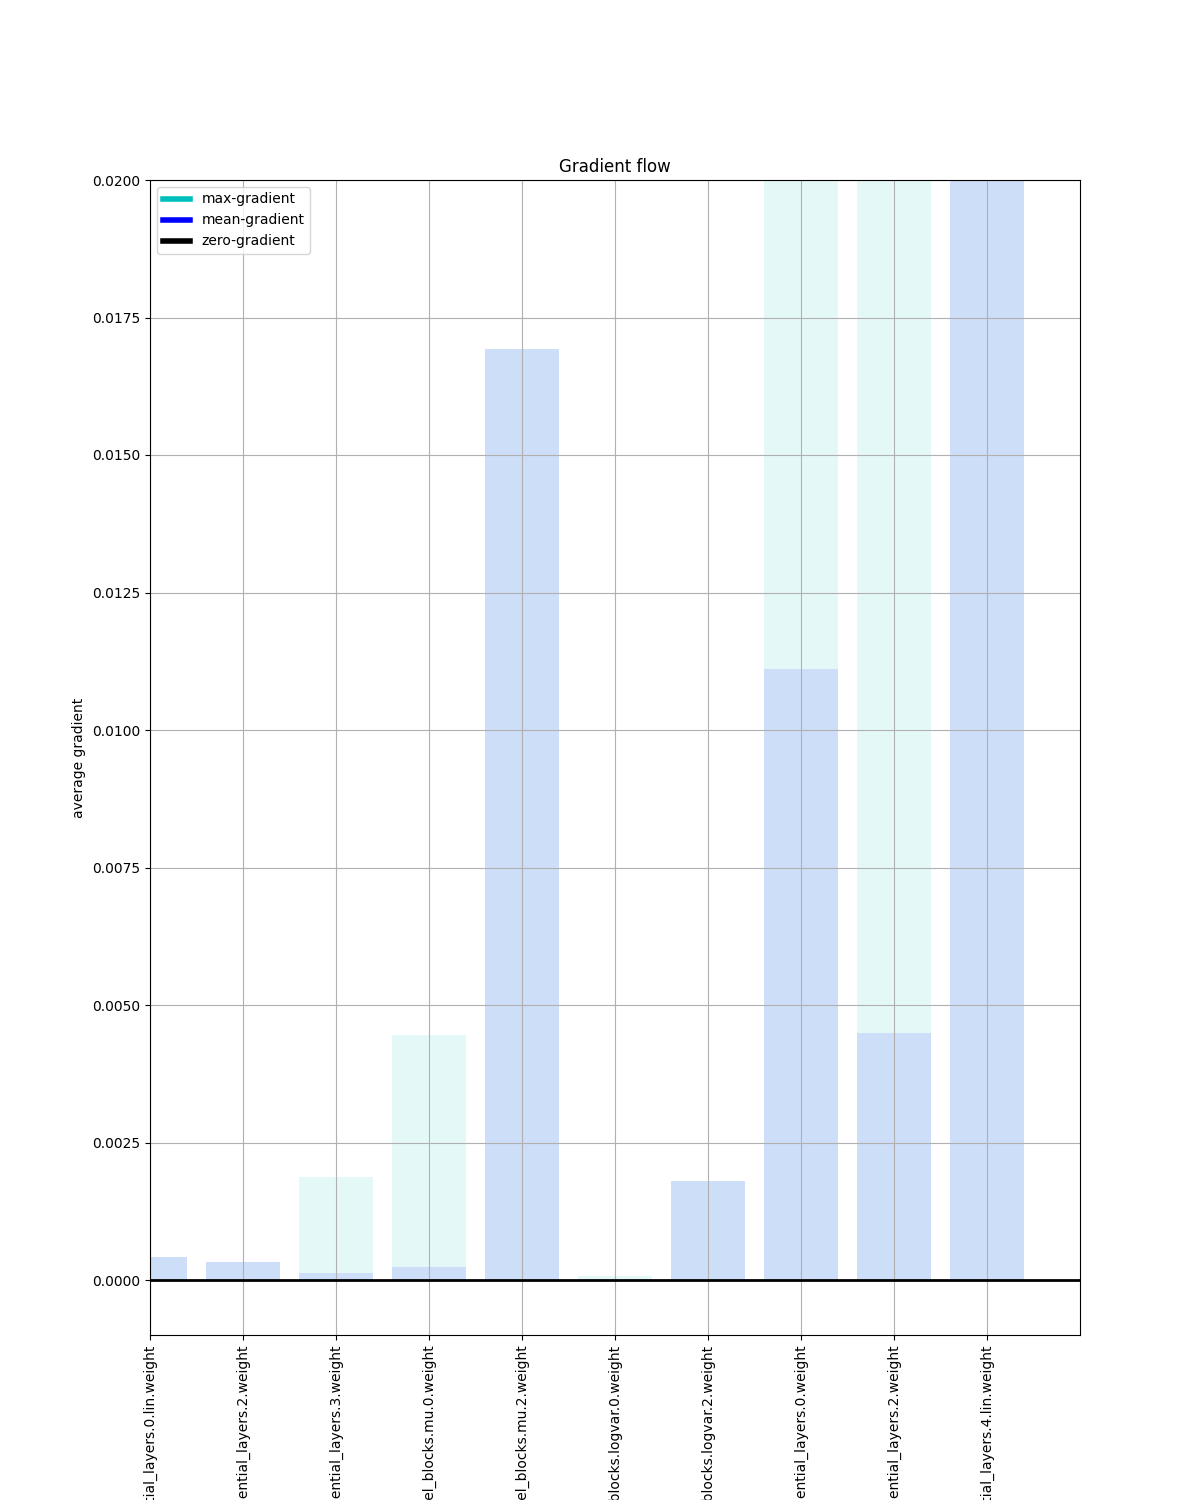 Gradient flow
max-gradient
mean-gradient
zero-gradient
0.0200
0.0175
0.0150
0.0125
0.0100
0.0075
0.0050
0.0025
0.0000
average gradient
tial_layers.0.lin.weight
ential_layers.2.weight
ential_layers.3.weight
el_blocks.mu.0.weight
el_blocks.mu.2.weight
blocks.logvar.0.weight
blocks.logvar.2.weight
ential_layers.0.weight
ential_layers.2.weight
tial_layers.4.lin.weight